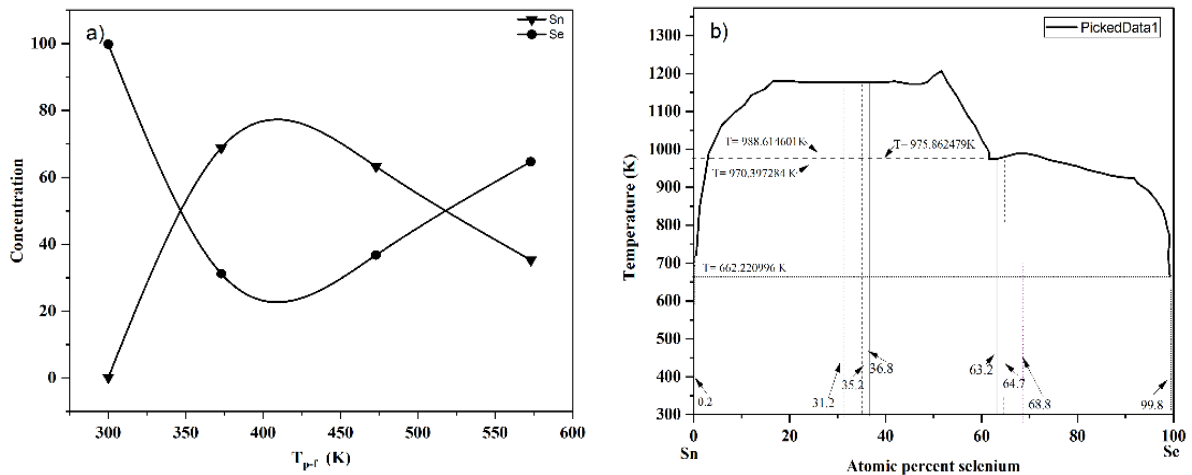 a)
Sn
Se
100
80
60
40
20
0
Concentration
300
350
400
450
500
550
600
T_p-f (K)
b)
PickedData1
1300
1200
1100
1000
900
800
700
600
500
400
300
Temperature (K)
T= 988.614601K
T= 975.862479K
T= 970.397284 K
T= 662.220996 K
0.2
31.2
35.2
36.8
63.2
64.7
68.8
99.8
0
20
40
60
80
100
Sn
Se
Atomic percent selenium